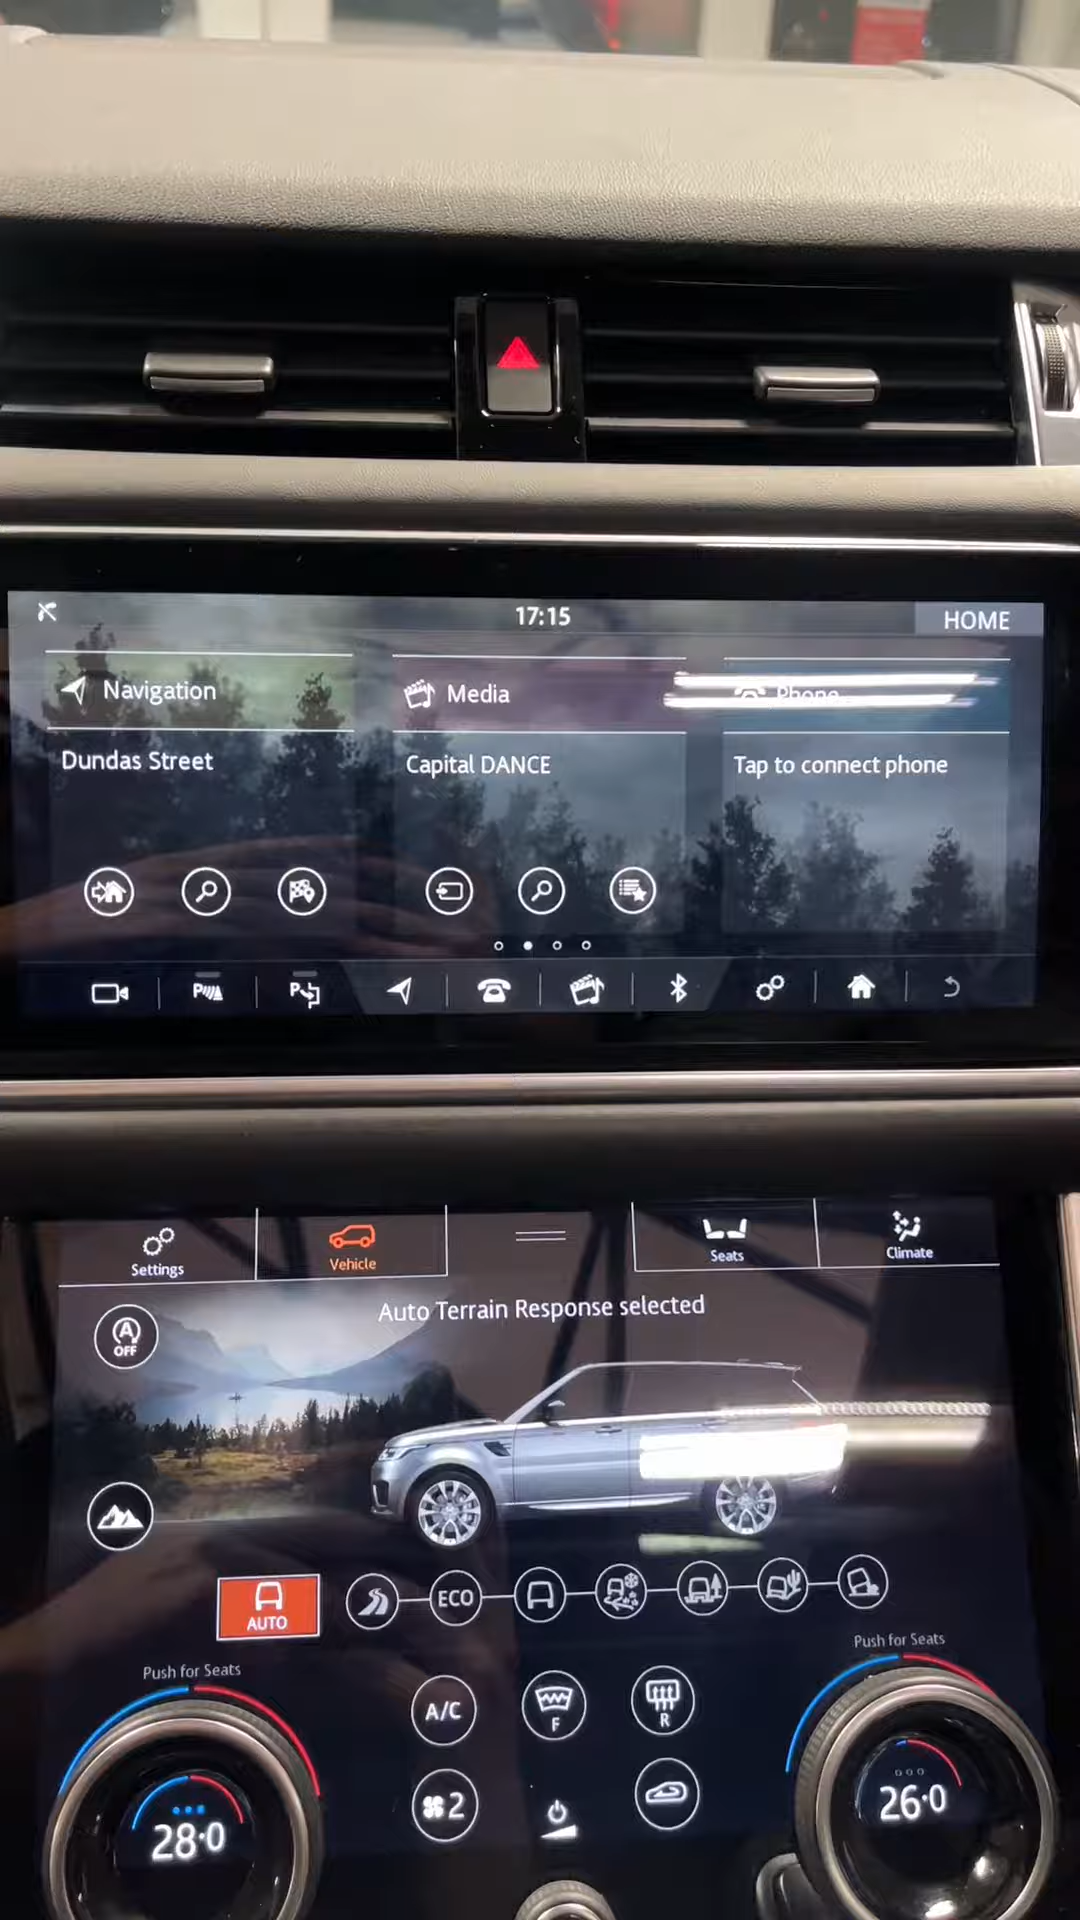 17:15
HOME
Navigation
Media
Phone
Dundas Street
Capital DANCE
Tap to connect phone
P
P
Settings
Vehicle
Seats
Climate
Auto Terrain Response selected
A
OFF
AUTO
ECO
Push for Seats
Push for Seats
A/C
F
R
2
28·0
26·0